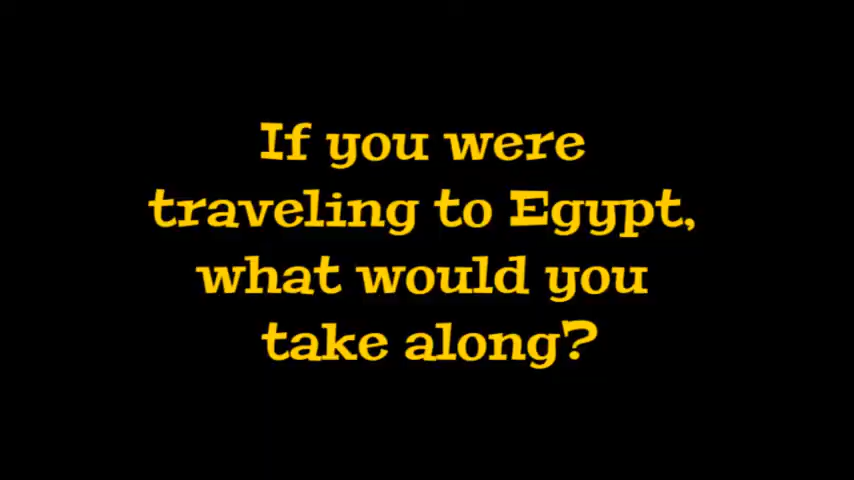 If you were
traveling to Egypt,
what would you
take along?